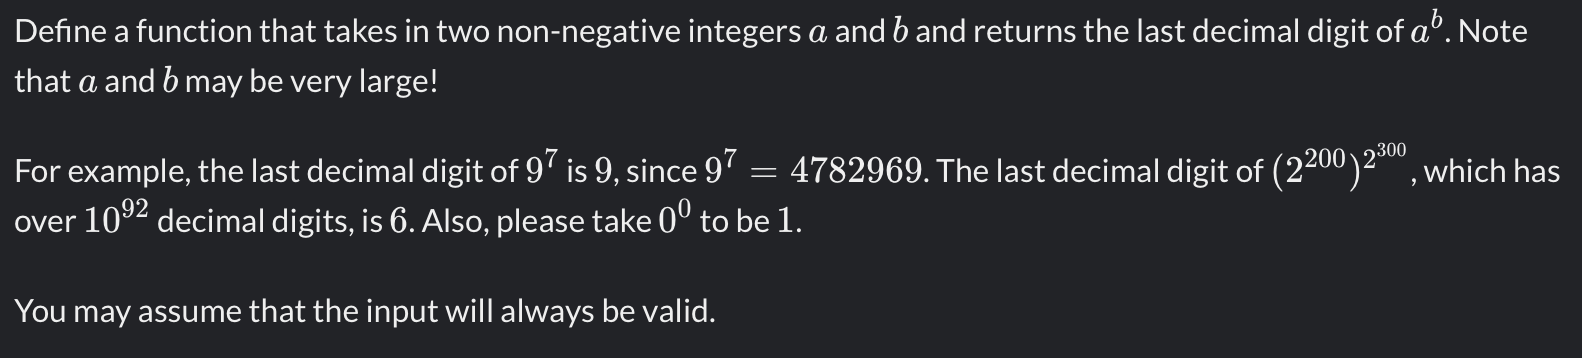 Define a function that takes in two non-negative integers a and b and returns the last decimal digit of a^b. Note
that a and b may be very large!
For example, the last decimal digit of 9^7 is 9, since 9^7 = 4782969. The last decimal digit of (2^200)^2^300, which has
over 10^92 decimal digits, is 6. Also, please take 0^0 to be 1.
You may assume that the input will always be valid.